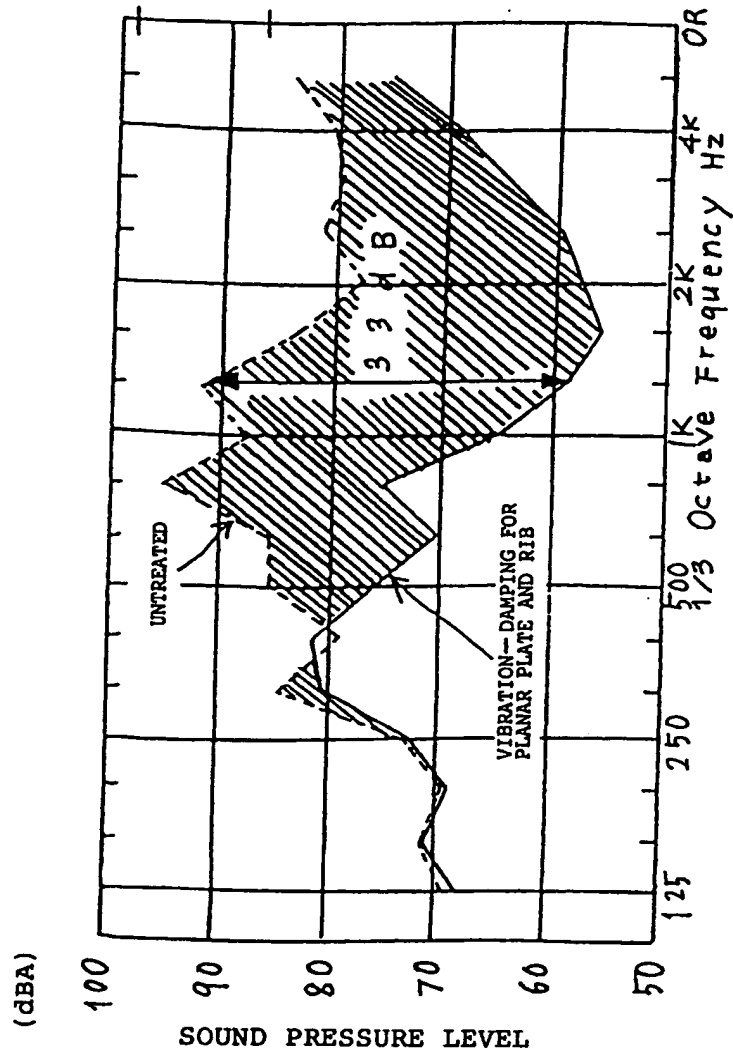 (dBA)
100
90
80
70
60
50
SOUND PRESSURE LEVEL
125
250
500
1K
2K
4K
OR
1/3 Octave Frequency Hz
UNTREATED
VIBRATION-DAMPING FOR
PLANAR PLATE AND RIB
33dB